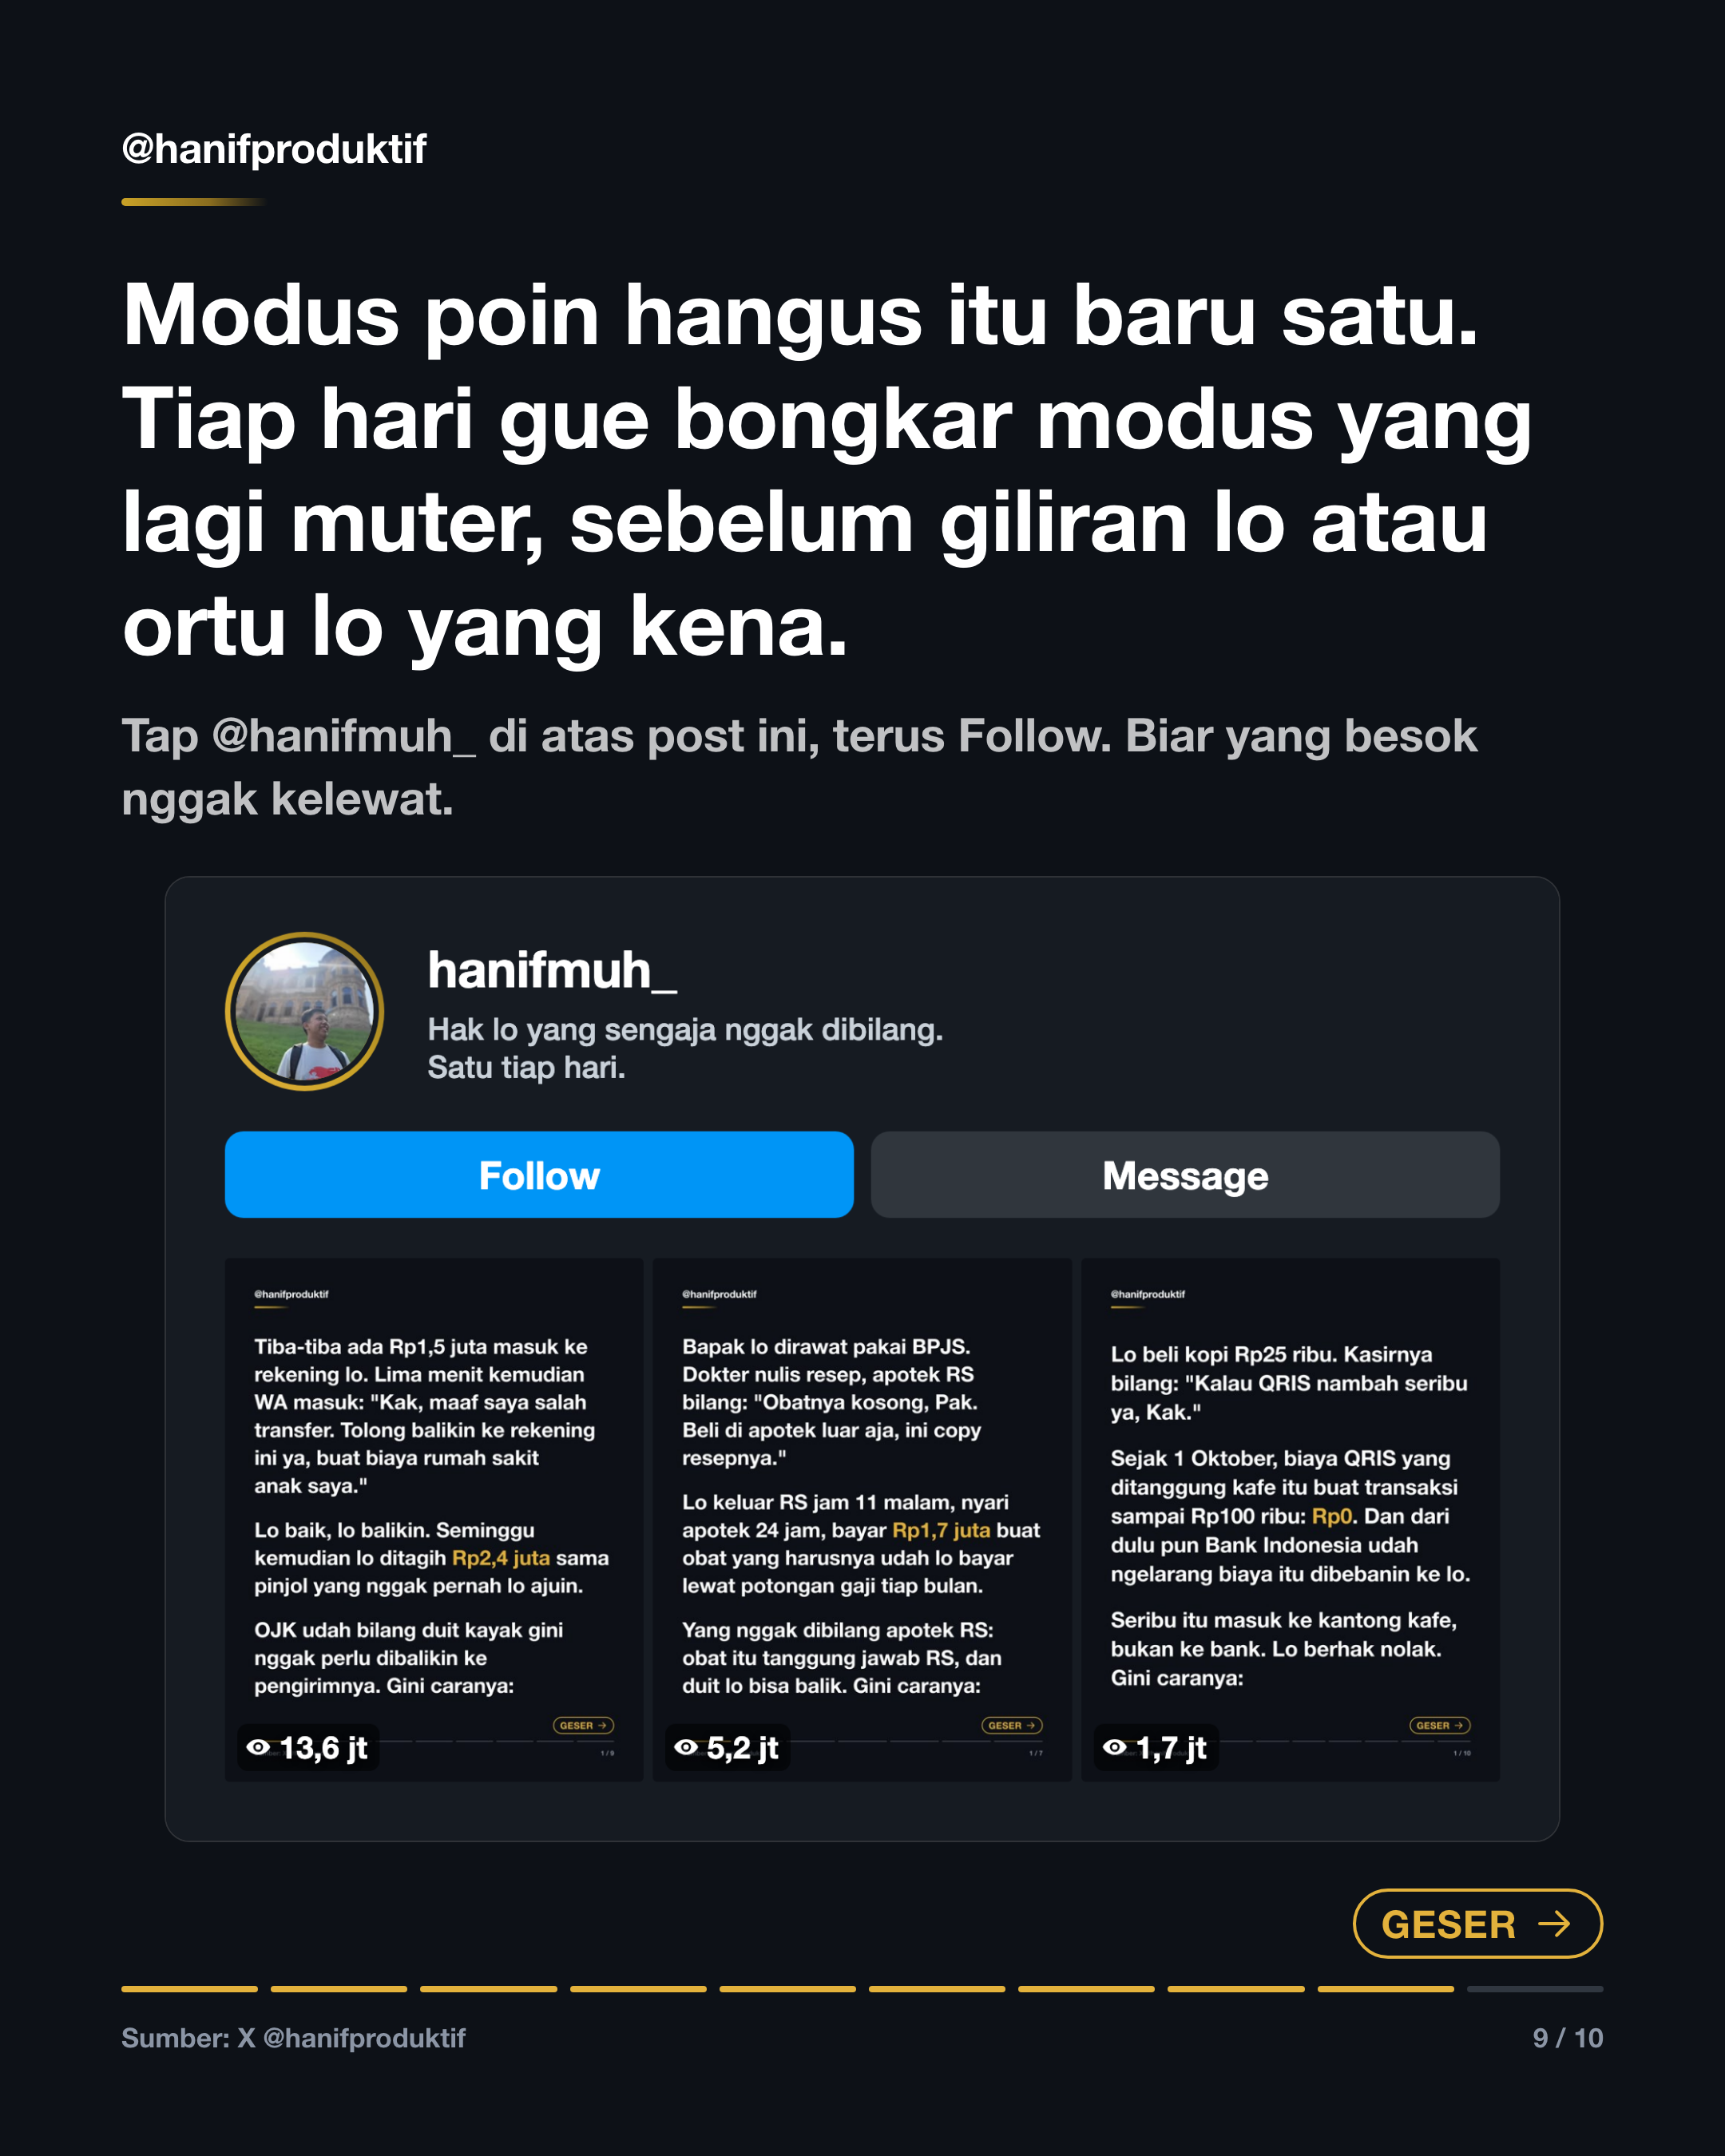 @hanifproduktif
Modus poin hangus itu baru satu.
Tiap hari gue bongkar modus yang
lagi muter, sebelum giliran lo atau
ortu lo yang kena.
Tap @hanifmuh_ di atas post ini, terus Follow. Biar yang besok
nggak kelewat.
hanifmuh_
Hak lo yang sengaja nggak dibilang.
Satu tiap hari.
Follow
Message
@hanifproduktif
Tiba-tiba ada Rp1,5 juta masuk ke
rekening lo. Lima menit kemudian
WA masuk: "Kak, maaf saya salah
transfer. Tolong balikin ke rekening
ini ya, buat biaya rumah sakit
anak saya."
Lo baik, lo balikin. Seminggu
kemudian lo ditagih Rp2,4 juta sama
pinjol yang nggak pernah lo ajuin.
OJK udah bilang duit kayak gini
nggak perlu dibalikin ke
pengirimnya. Gini caranya:
GESER →
13,6 jt
1 / 8
@hanifproduktif
Bapak lo dirawat pakai BPJS.
Dokter nulis resep, apotek RS
bilang: "Obatnya kosong, Pak.
Beli di apotek luar aja, ini copy
resepnya."
Lo keluar RS jam 11 malam, nyari
apotek 24 jam, bayar Rp1,7 juta buat
obat yang harusnya udah lo bayar
lewat potongan gaji tiap bulan.
Yang nggak dibilang apotek RS:
obat itu tanggung jawab RS, dan
duit lo bisa balik. Gini caranya:
GESER →
5,2 jt
1 / 7
@hanifproduktif
Lo beli kopi Rp25 ribu. Kasirnya
bilang: "Kalau QRIS nambah seribu
ya, Kak."
Sejak 1 Oktober, biaya QRIS yang
ditanggung kafe itu buat transaksi
sampai Rp100 ribu: Rp0. Dan dari
dulu pun Bank Indonesia udah
ngelarang biaya itu dibebanin ke lo.
Seribu itu masuk ke kantong kafe,
bukan ke bank. Lo berhak nolak.
Gini caranya:
GESER →
1,7 jt
1 / 10
GESER →
Sumber: X @hanifproduktif
9 / 10